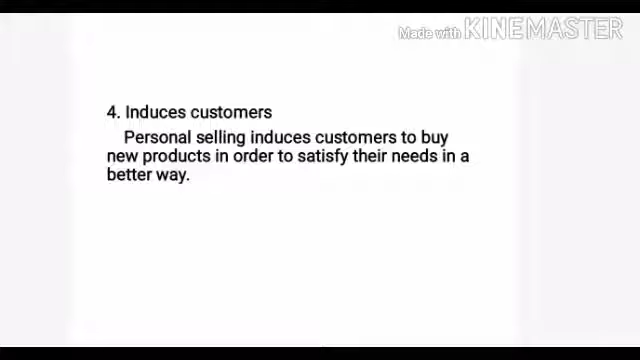 Made with KINEMASTER
4. Induces customers
Personal selling induces customers to buy
new products in order to satisfy their needs in a
better way.